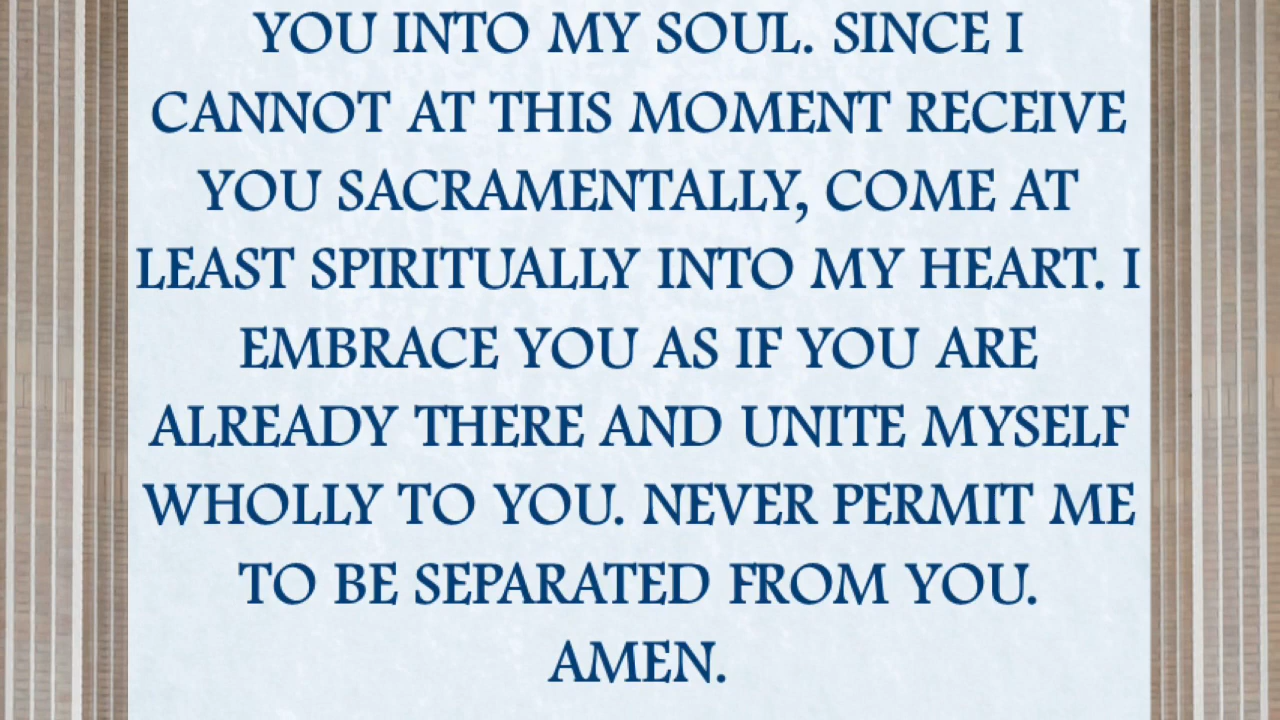 YOU INTO MY SOUL. SINCE I
CANNOT AT THIS MOMENT RECEIVE
YOU SACRAMENTALLY, COME AT
LEAST SPIRITUALLY INTO MY HEART. I
EMBRACE YOU AS IF YOU ARE
ALREADY THERE AND UNITE MYSELF
WHOLLY TO YOU. NEVER PERMIT ME
TO BE SEPARATED FROM YOU.
AMEN.